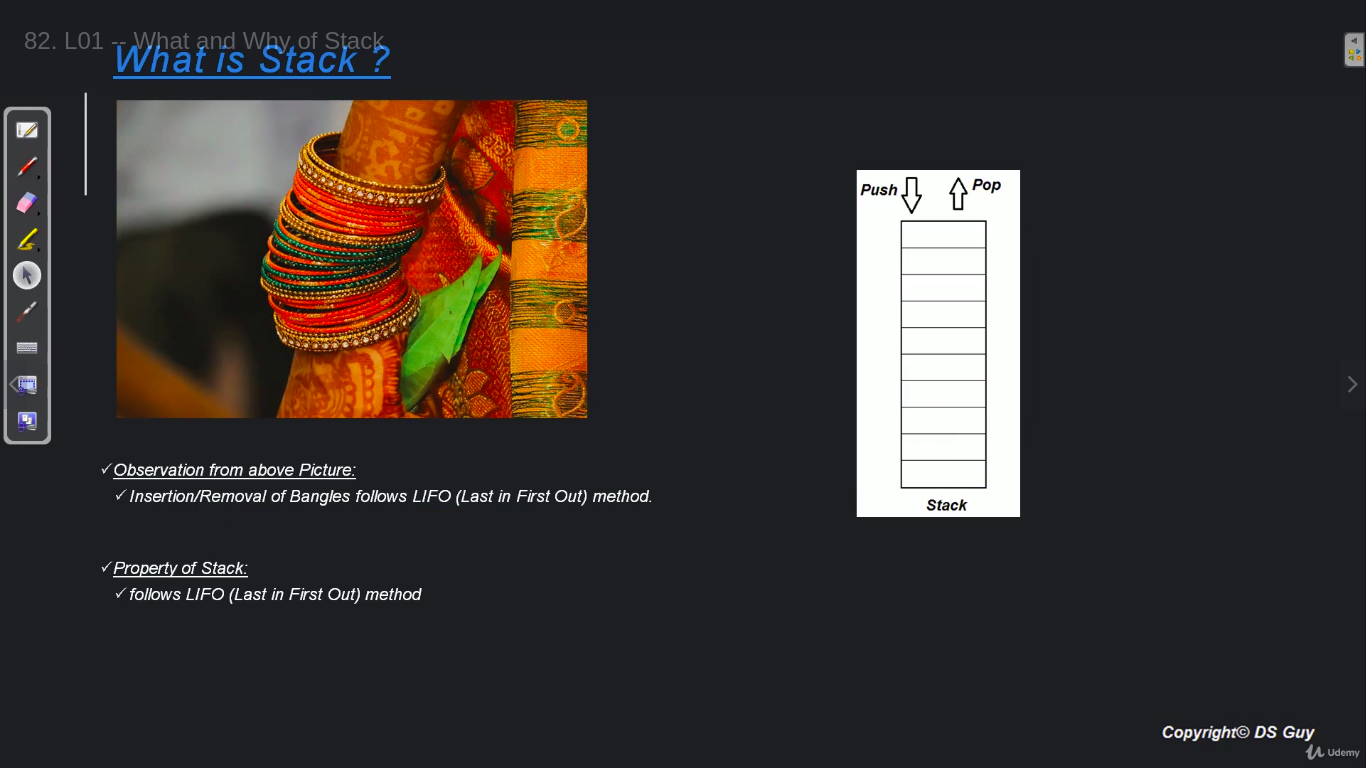 82. L01 -- What and Why of Stack
What is Stack ?
Push
Pop
Stack
✓Observation from above Picture:
✓Insertion/Removal of Bangles follows LIFO (Last in First Out) method.
✓Property of Stack:
✓follows LIFO (Last in First Out) method
Copyright© DS Guy
Udemy